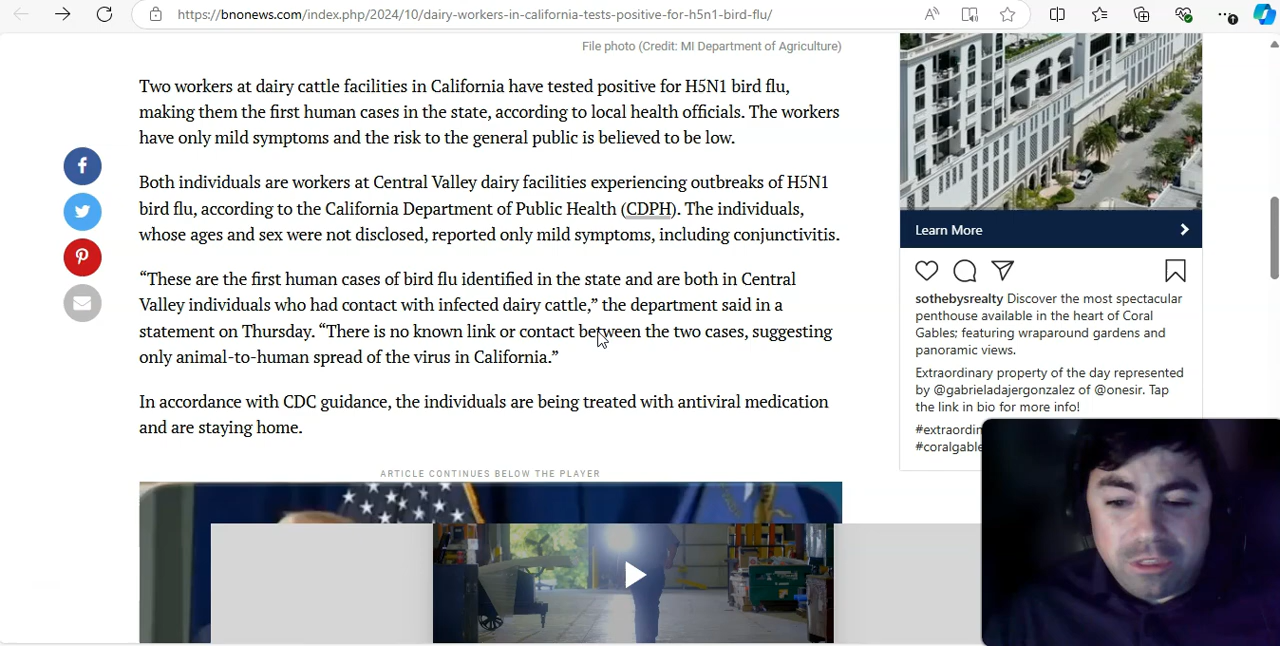 https://bnonews.com/index.php/2024/10/dairy-workers-in-california-tests-positive-for-h5n1-bird-flu/
File photo (Credit: MI Department of Agriculture)
Two workers at dairy cattle facilities in California have tested positive for H5N1 bird flu,
making them the first human cases in the state, according to local health officials. The workers
have only mild symptoms and the risk to the general public is believed to be low.
Both individuals are workers at Central Valley dairy facilities experiencing outbreaks of H5N1
bird flu, according to the California Department of Public Health (CDPH). The individuals,
whose ages and sex were not disclosed, reported only mild symptoms, including conjunctivitis.
“These are the first human cases of bird flu identified in the state and are both in Central
Valley individuals who had contact with infected dairy cattle,” the department said in a
statement on Thursday. “There is no known link or contact between the two cases, suggesting
only animal-to-human spread of the virus in California.”
In accordance with CDC guidance, the individuals are being treated with antiviral medication
and are staying home.
ARTICLE CONTINUES BELOW THE PLAYER
Learn More
sothebysrealty Discover the most spectacular
penthouse available in the heart of Coral
Gables; featuring wraparound gardens and
panoramic views.
Extraordinary property of the day represented
by @gabrieladajergonzalez of @onesir. Tap
the link in bio for more info!
#extraordin
#coralgable